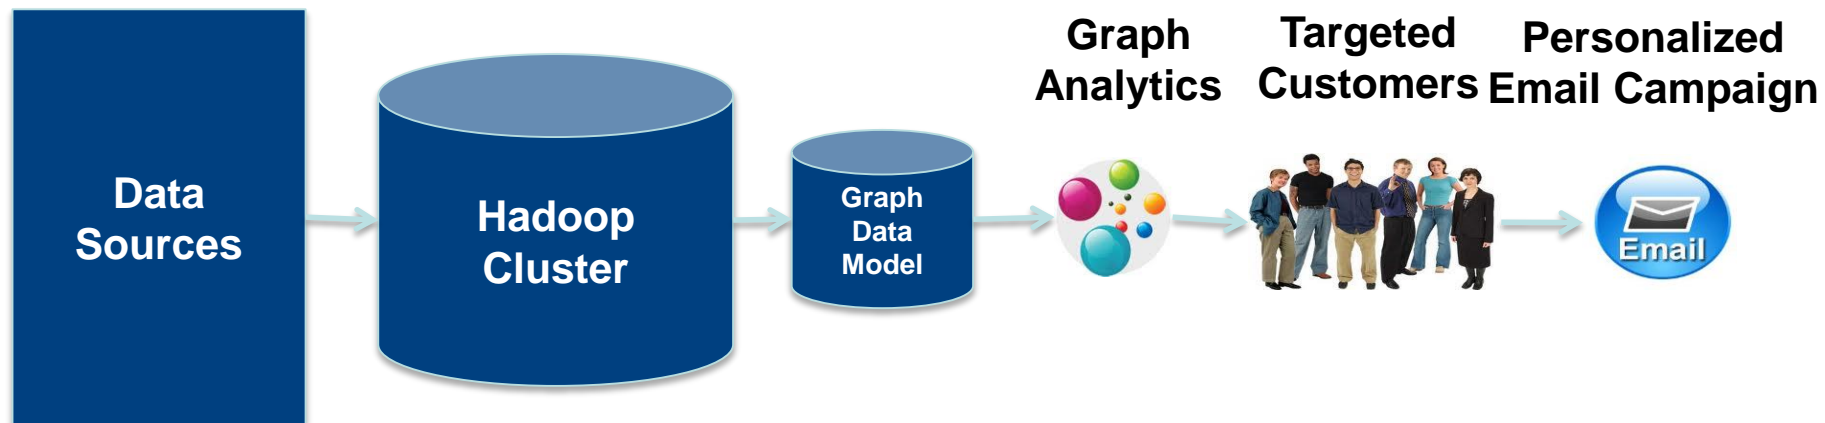 Data
Sources
Hadoop
Cluster
Graph
Data
Model
Graph
Analytics
Targeted
Customers
Personalized
Email Campaign
Email